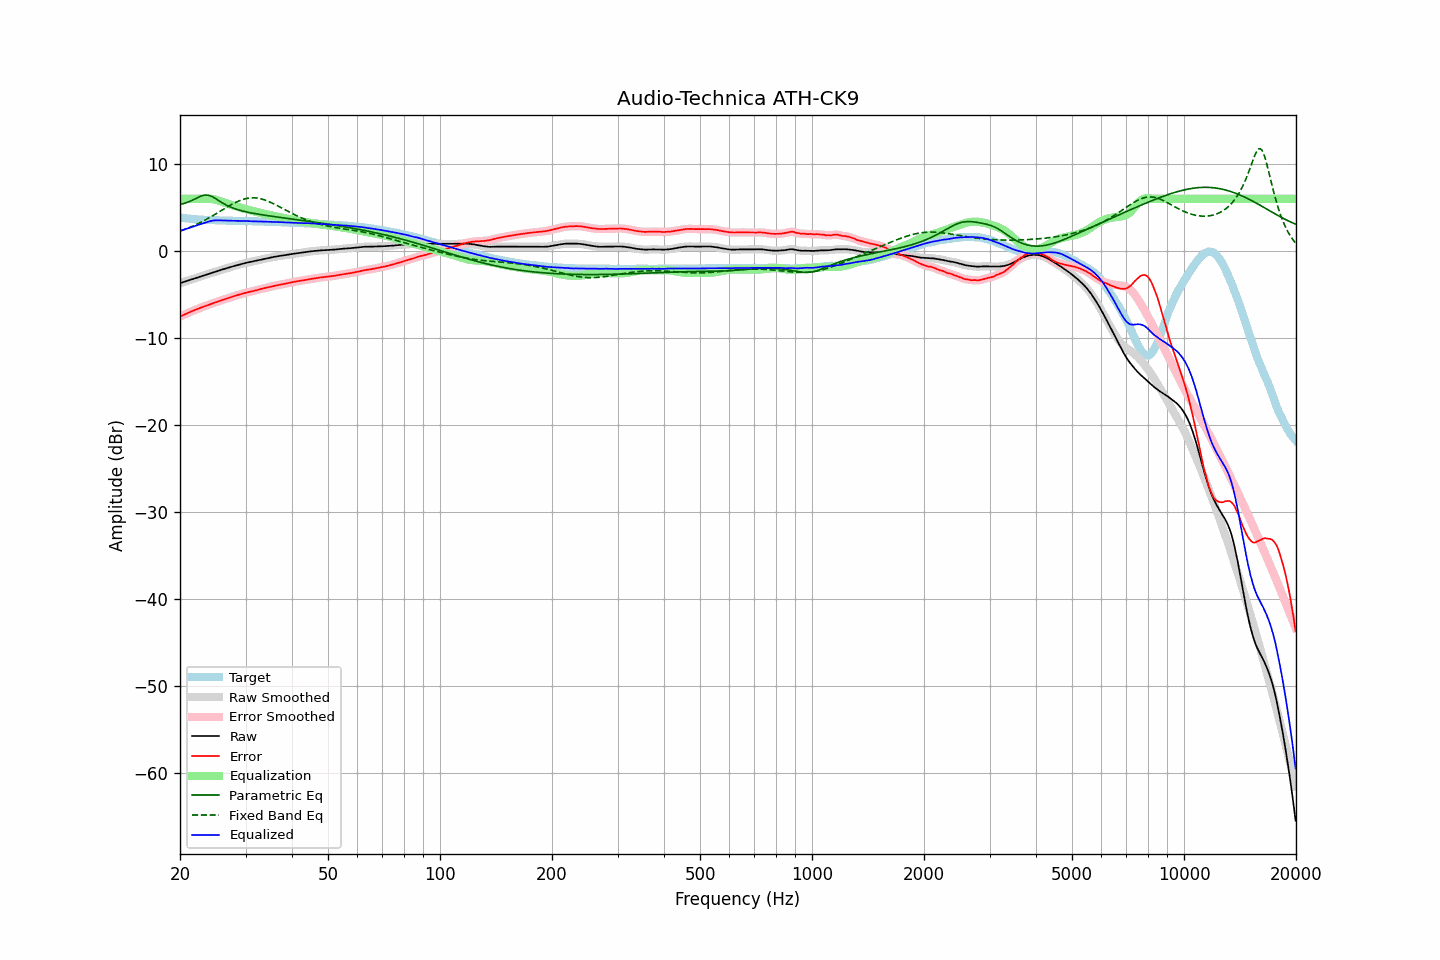 Audio-Technica ATH-CK9
10
0
−10
−20
−30
−40
−50
−60
Amplitude (dBr)
Target
Raw Smoothed
Error Smoothed
Raw
Error
Equalization
Parametric Eq
Fixed Band Eq
Equalized
20
50
100
200
500
1000
2000
5000
10000
20000
Frequency (Hz)